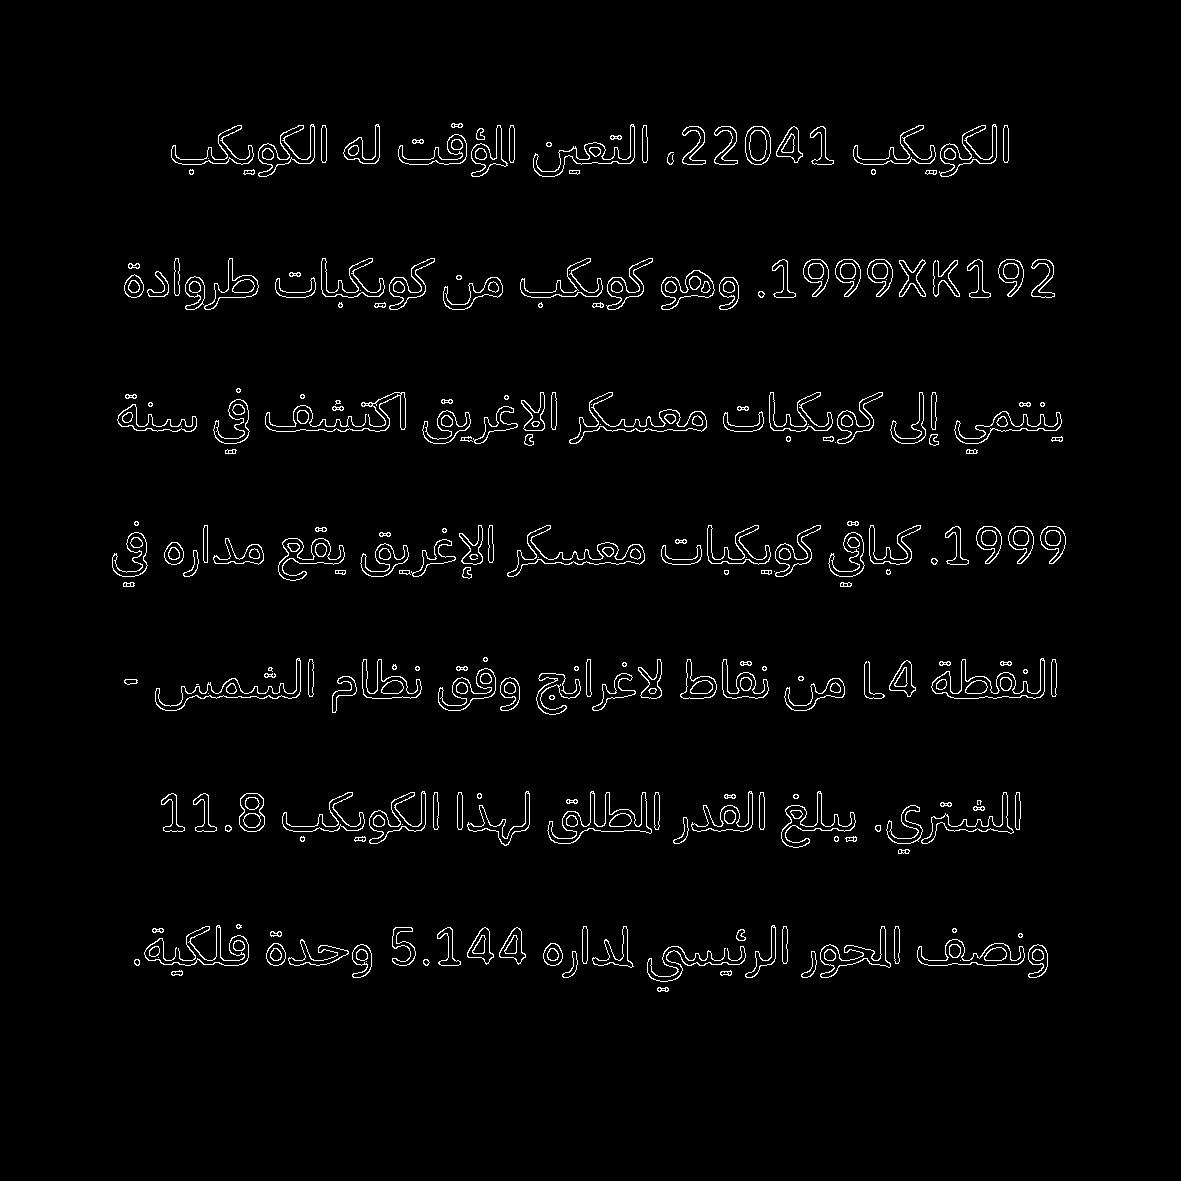 الكويكب 22041، التعين المؤقت له الكويكب
1999XK192. وهو كويكب من كويكبات طروادة
ينتمي إلى كويكبات معسكر الإغريق اكتشف في سنة
1999. كباقي كويكبات معسكر الإغريق يقع مداره في
النقطة L4 من نقاط لاغرانج وفق نظام الشمس -
المشتري. يبلغ القدر المطلق لهذا الكويكب 11.8
ونصف المحور الرئيسي لمداره 5.144 وحدة فلكية.